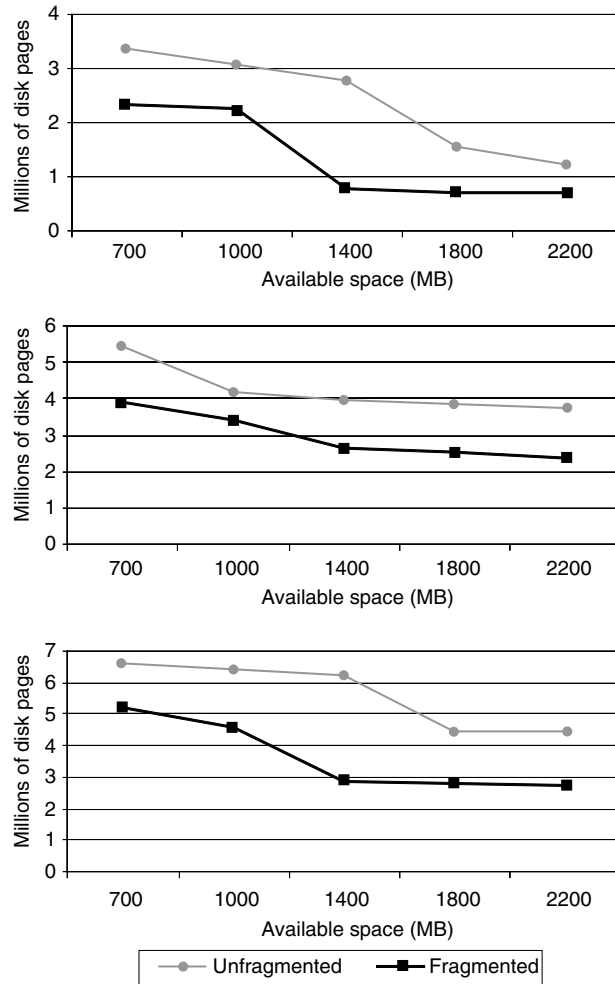 Millions of disk pages
4
3
2
1
0
700 1000 1400 1800 2200
Available space (MB)
Millions of disk pages
6
5
4
3
2
1
0
700 1000 1400 1800 2200
Available space (MB)
Millions of disk pages
7
6
5
4
3
2
1
0
700 1000 1400 1800 2200
Available space (MB)
Unfragmented Fragmented